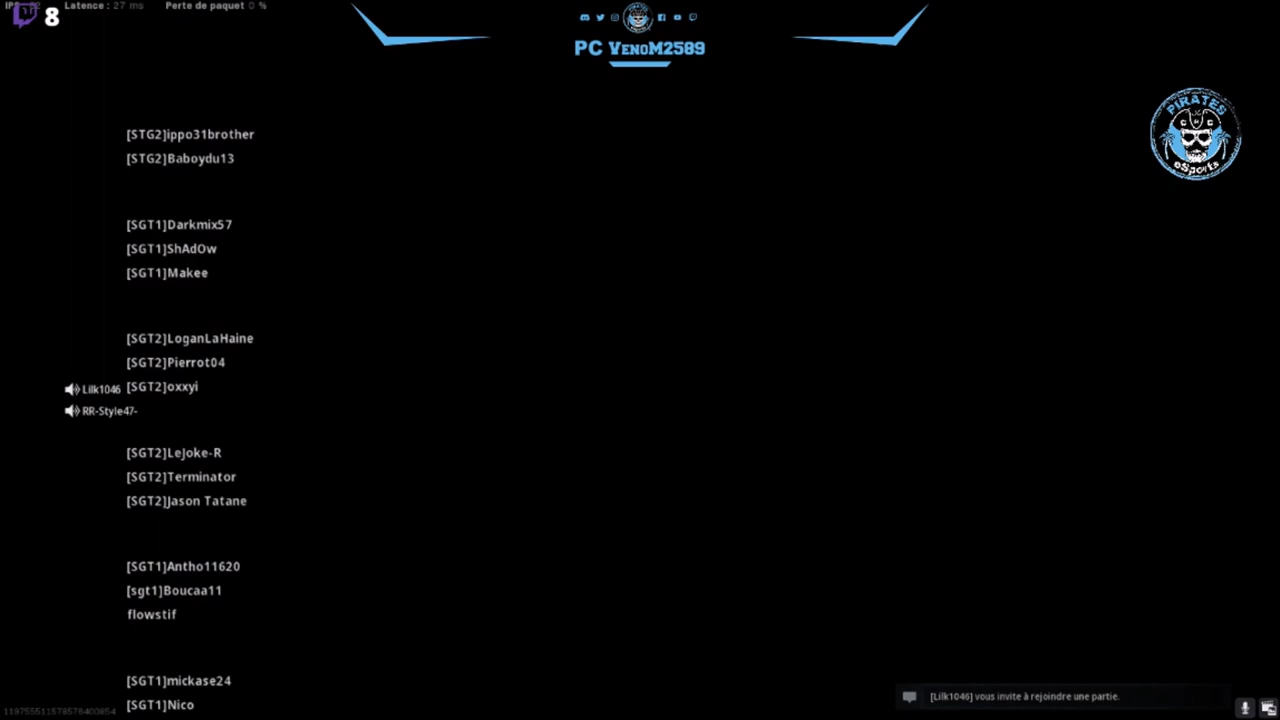 Latence : 27 ms
Perte de paquet 0 %
8
PC VenoM2589
PIRATES
eSports
[STG2]ippo31brother
[STG2]Baboydu13
[SGT1]Darkmix57
[SGT1]ShAdOw
[SGT1]Makee
[SGT2]LoganLaHaine
[SGT2]Pierrot04
[SGT2]oxxyi
Lilk1046
RR-Style47-
[SGT2]LeJoke-R
[SGT2]Terminator
[SGT2]Jason Tatane
[SGT1]Antho11620
[sgt1]Boucaa11
flowstif
[SGT1]mickase24
[SGT1]Nico
[Lilk1046] vous invite à rejoindre une partie.